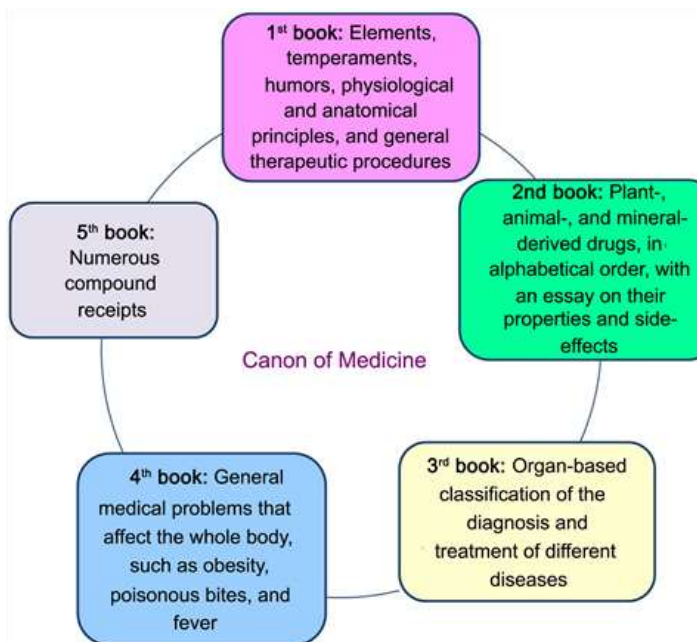 1st book: Elements,
temperaments,
humors, physiological
and anatomical
principles, and general
therapeutic procedures
2nd book: Plant-,
animal-, and mineral-
derived drugs, in
alphabetical order, with
an essay on their
properties and side-
effects
3rd book: Organ-based
classification of the
diagnosis and
treatment of different
diseases
4th book: General
medical problems that
affect the whole body,
such as obesity,
poisonous bites, and
fever
5th book:
Numerous
compound
receipts
Canon of Medicine